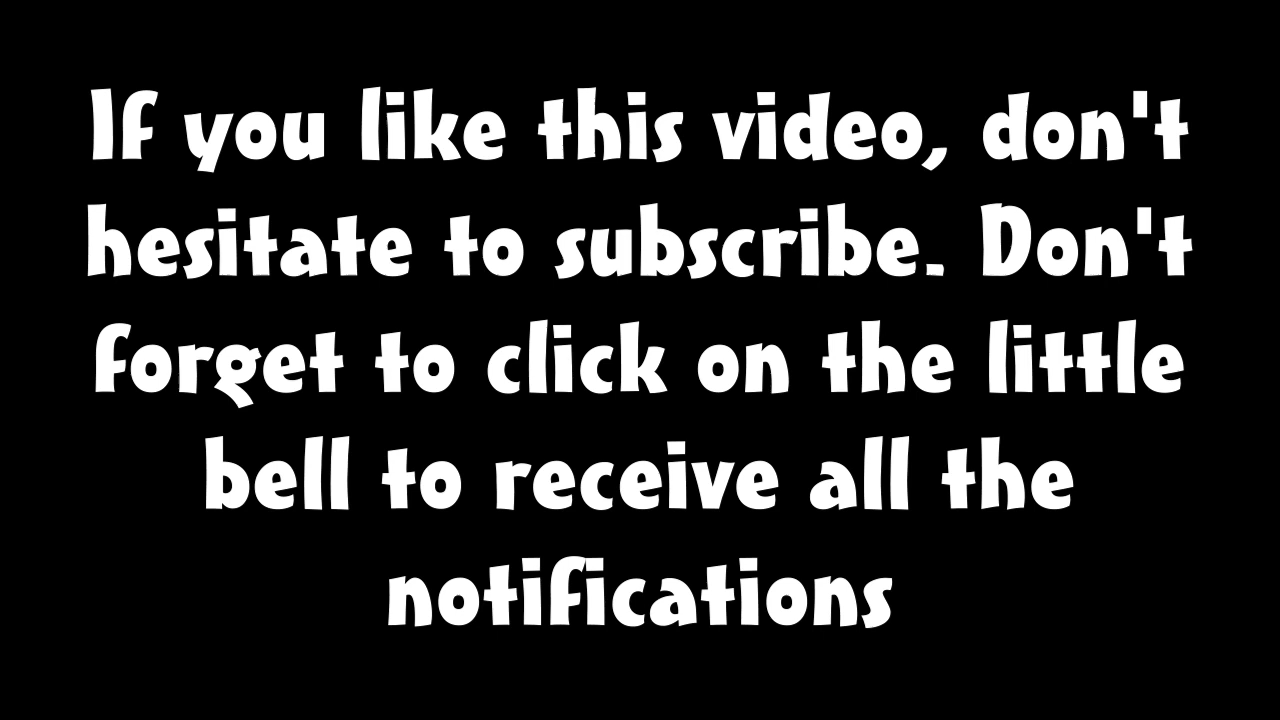 If you like this video, don't
hesitate to subscribe. Don't
forget to click on the little
bell to receive all the
notifications